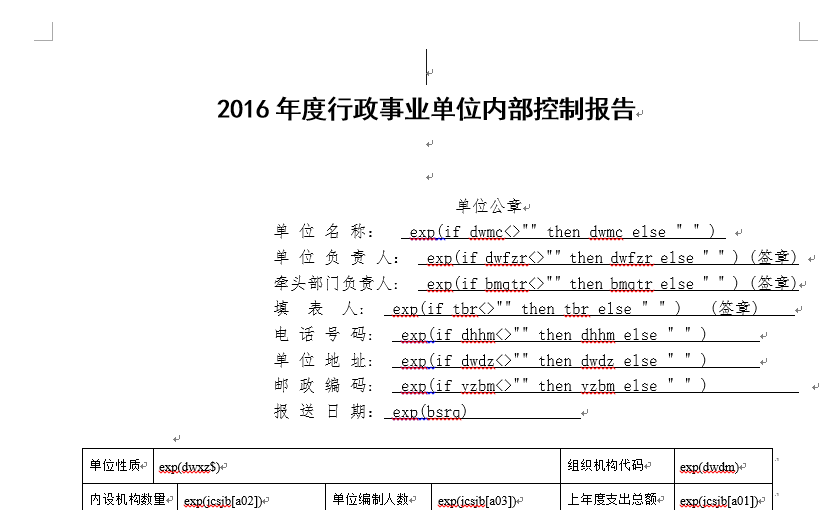 2016 年度行政事业单位内部控制报告
单位公章
单 位 名 称： exp(if dwmc<>"" then dwmc else " " )
单 位 负 责 人： exp(if dwfzr<>"" then dwfzr else " " ) (签章)
牵头部门负责人： exp(if bmqtr<>"" then bmqtr else " " ) (签章)
填 表 人： exp(if tbr<>"" then tbr else " " ) (签章)
电 话 号 码： exp(if dhhm<>"" then dhhm else " " )
单 位 地 址： exp(if dwdz<>"" then dwdz else " " )
邮 政 编 码： exp(if yzbm<>"" then yzbm else " " )
报 送 日 期： exp(bsrq)
单位性质 exp(dwxz$) 组织机构代码 exp(dwdm)
内设机构数量 exp(jcsjb[a02]) 单位编制人数 exp(jcsjb[a03]) 上年度支出总额 exp(jcsjb[a01])